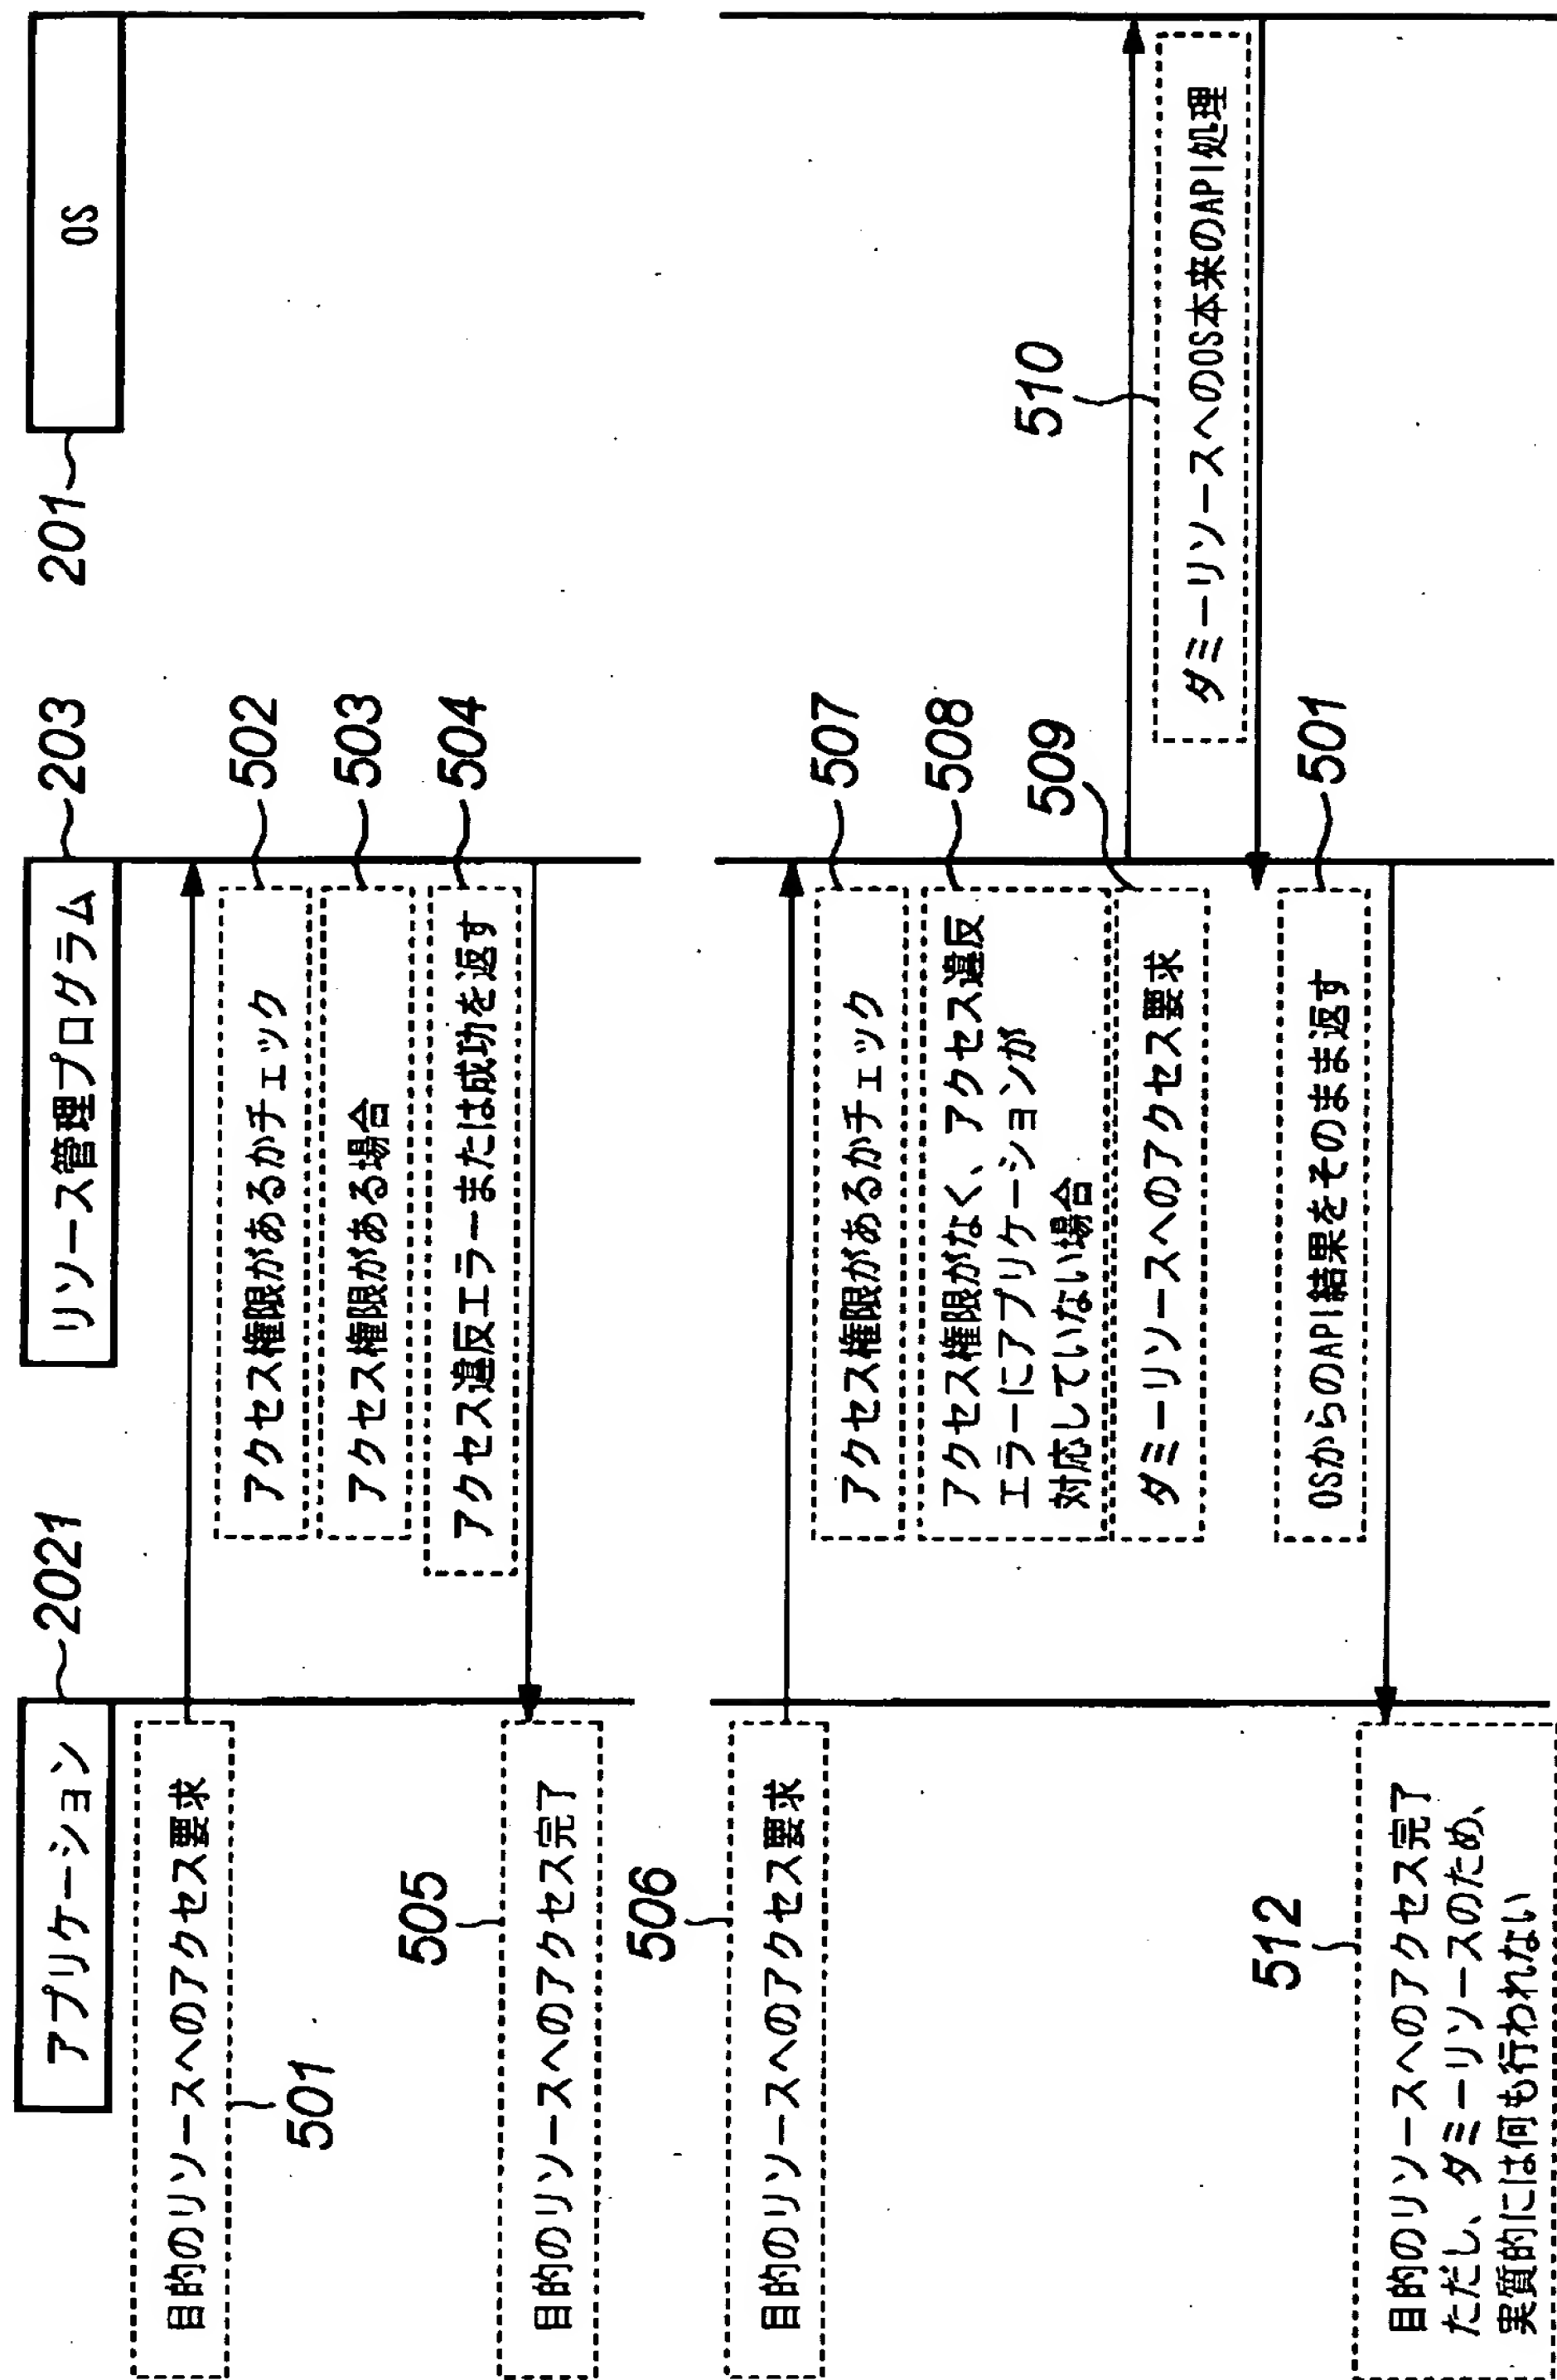 アプリケーション
2021
リソース管理プログラム
203
OS
201
目的のリソースへのアクセス要求
501
アクセス権限があるかチェック
502
アクセス権限がある場合
503
アクセス違反エラーまたは成功を返す
504
目的のリソースへのアクセス完了
505
目的のリソースへのアクセス要求
506
アクセス権限があるかチェック
507
アクセス権限がなく、アクセス違反
エラーにアプリケーションが
対応していない場合
508
ダミーリソースへのアクセス要求
509
ダミーリソースへのOS本来のAPI処理
510
OSからのAPI結果をそのまま返す
501
目的のリソースへのアクセス完了
ただし、ダミーリソースのため、
実質的には何も行われない
512